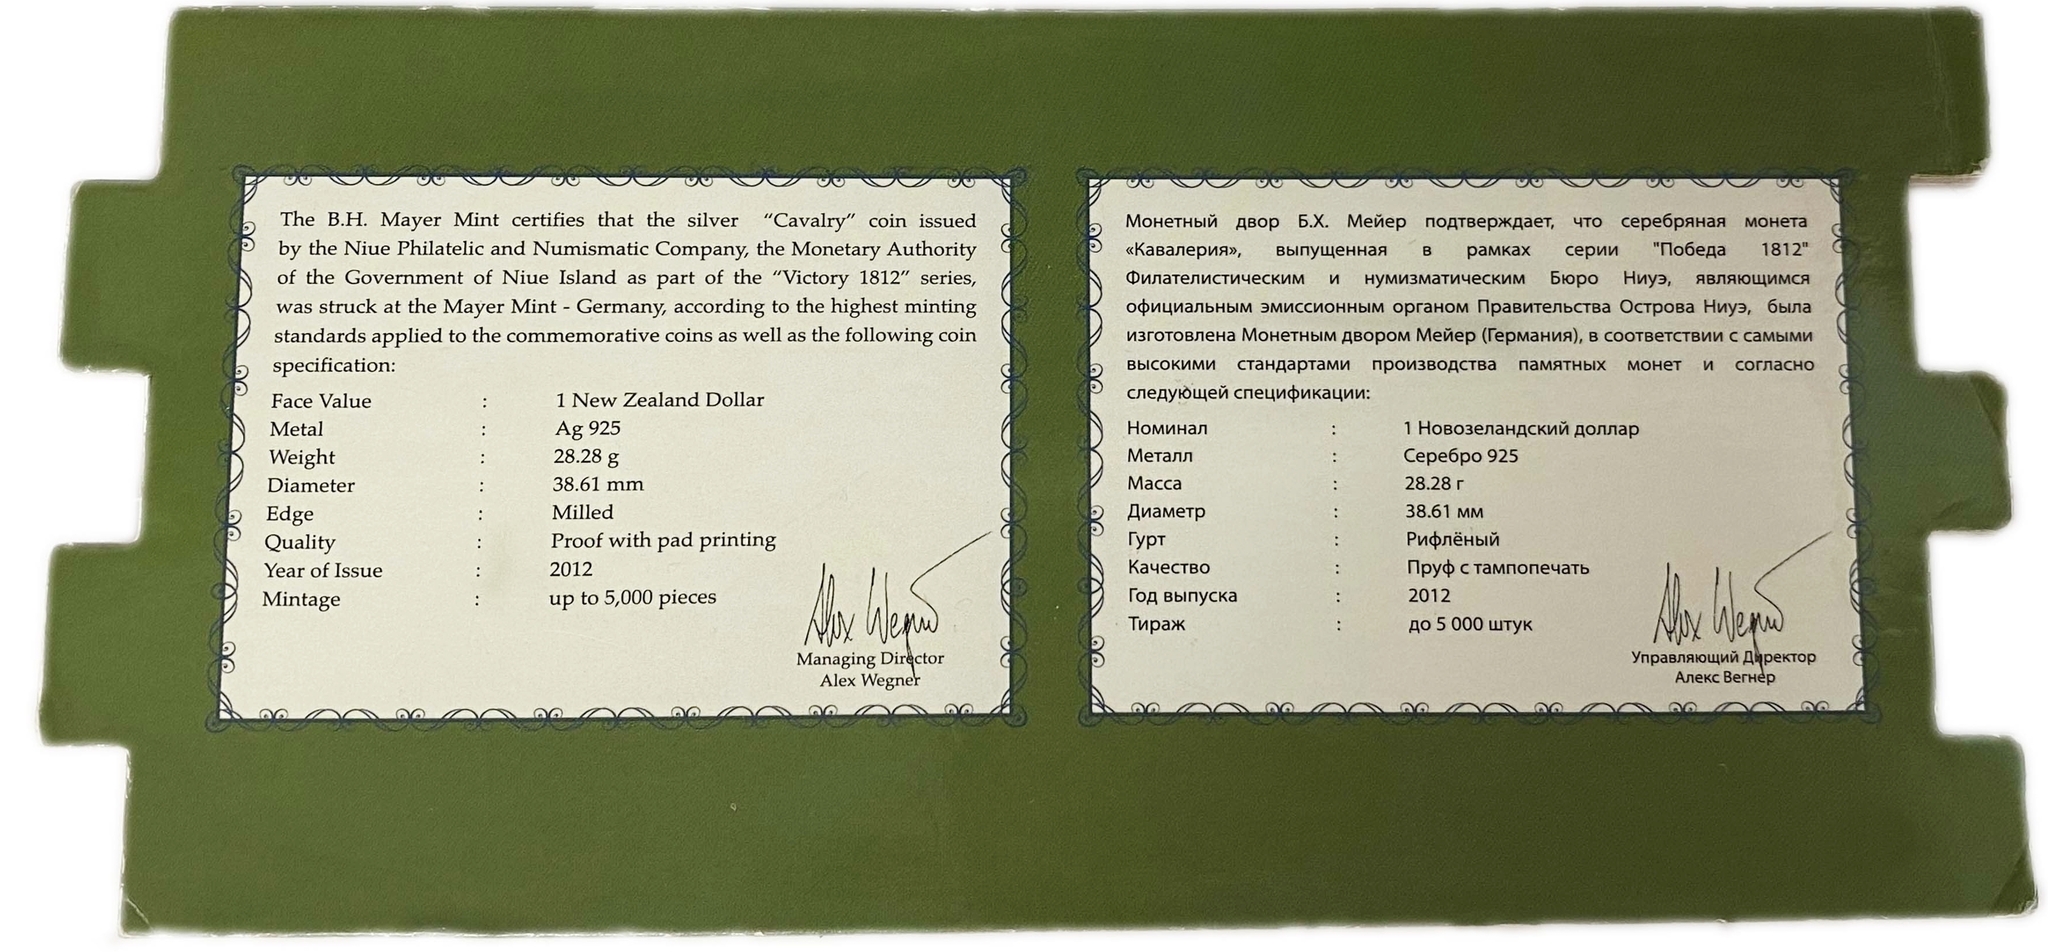 The B.H. Mayer Mint certifies that the silver “Cavalry” coin issued
by the Niue Philatelic and Numismatic Company, the Monetary Authority
of the Government of Niue Island as part of the “Victory 1812” series,
was struck at the Mayer Mint - Germany, according to the highest minting
standards applied to the commemorative coins as well as the following coin
specification:
Face Value : 1 New Zealand Dollar
Metal : Ag 925
Weight : 28.28 g
Diameter : 38.61 mm
Edge : Milled
Quality : Proof with pad printing
Year of Issue : 2012
Mintage : up to 5,000 pieces
Alex Wegner
Managing Director
Alex Wegner
Монетный двор Б.Х. Мейер подтверждает, что серебряная монета
«Кавалерия», выпущенная в рамках серии "Победа 1812"
Филателистическим и нумизматическим Бюро Ниуэ, являющимся
официальным эмиссионным органом Правительства Острова Ниуэ, была
изготовлена Монетным двором Мейер (Германия), в соответствии с самыми
высокими стандартами производства памятных монет и согласно
следующей спецификации:
Номинал : 1 Новозеландский доллар
Металл : Серебро 925
Масса : 28.28 г
Диаметр : 38.61 мм
Гурт : Рифлёный
Качество : Пруф с тампопечать
Год выпуска : 2012
Тираж : до 5 000 штук
Alex Wegner
Управляющий Директор
Алекс Вегнер